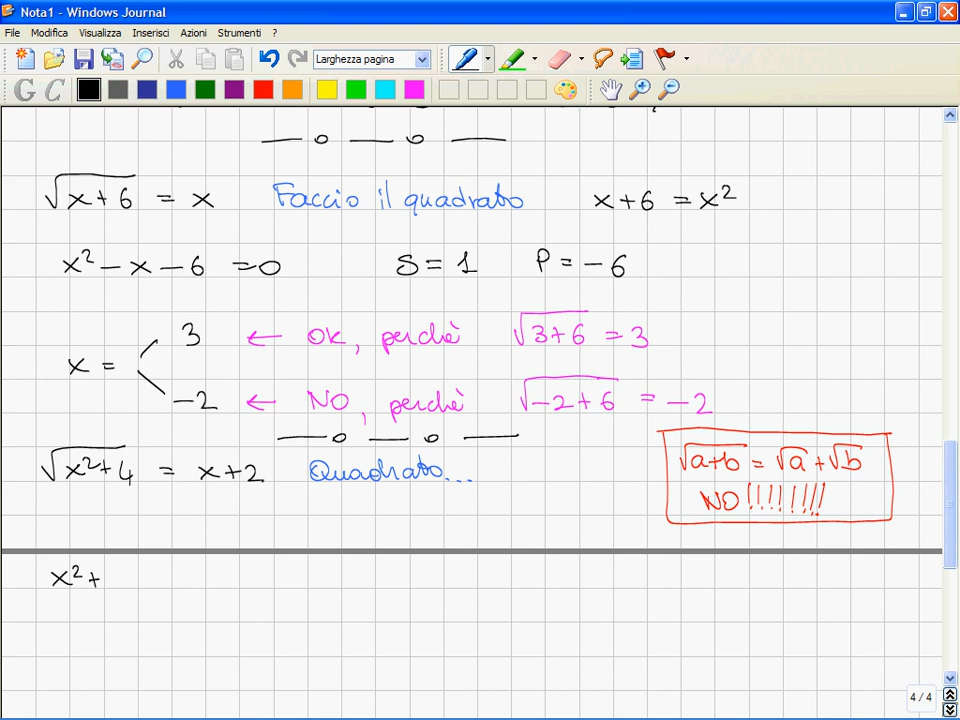 Nota1 - Windows Journal
File Modifica Visualizza Inserisci Azioni Strumenti ?
Larghezza pagina
G C
√(x+6) = x Faccio il quadrato x+6 = x²
x² - x - 6 = 0 S = 1 P = -6
3 ← OK, perchè √(3+6) = 3
x =
-2 ← NO, perchè √(-2+6) = -2
√(x²+4) = x+2 Quadrato...
√(a+b) = √a + √b
NO!!!!!!!!
x² +
4 / 4